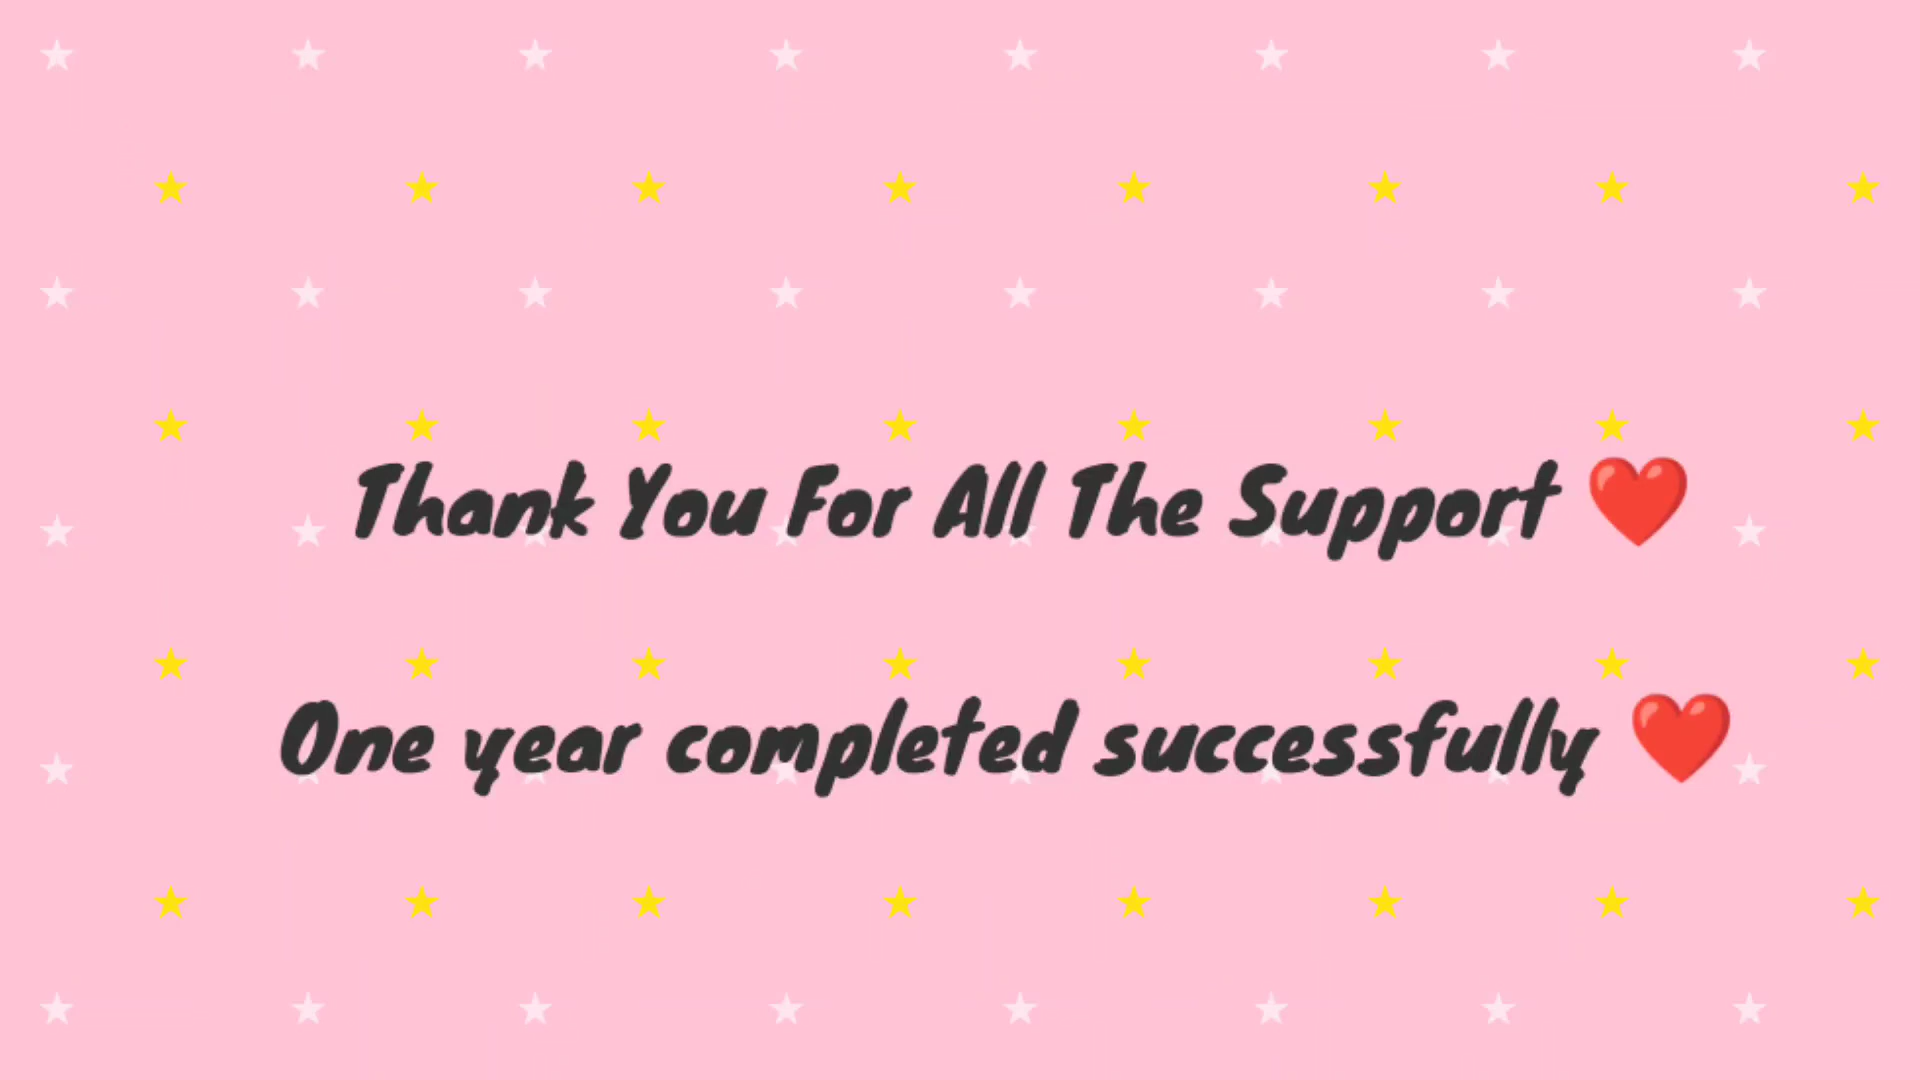 Thank You For All The Support ❤️
One year completed successfully ❤️